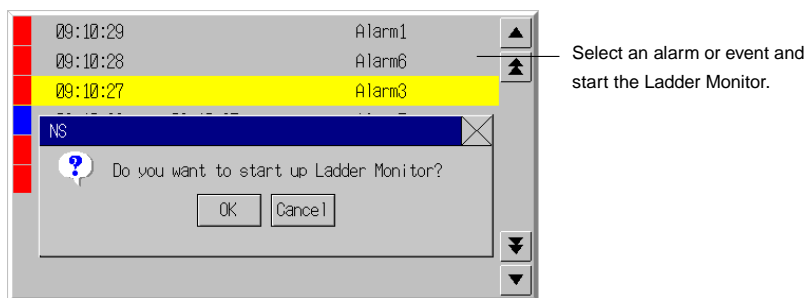 09:10:29 Alarm1
09:10:28 Alarm6
09:10:27 Alarm3
NS
Do you want to start up Ladder Monitor?
OK Cancel
Select an alarm or event and
start the Ladder Monitor.